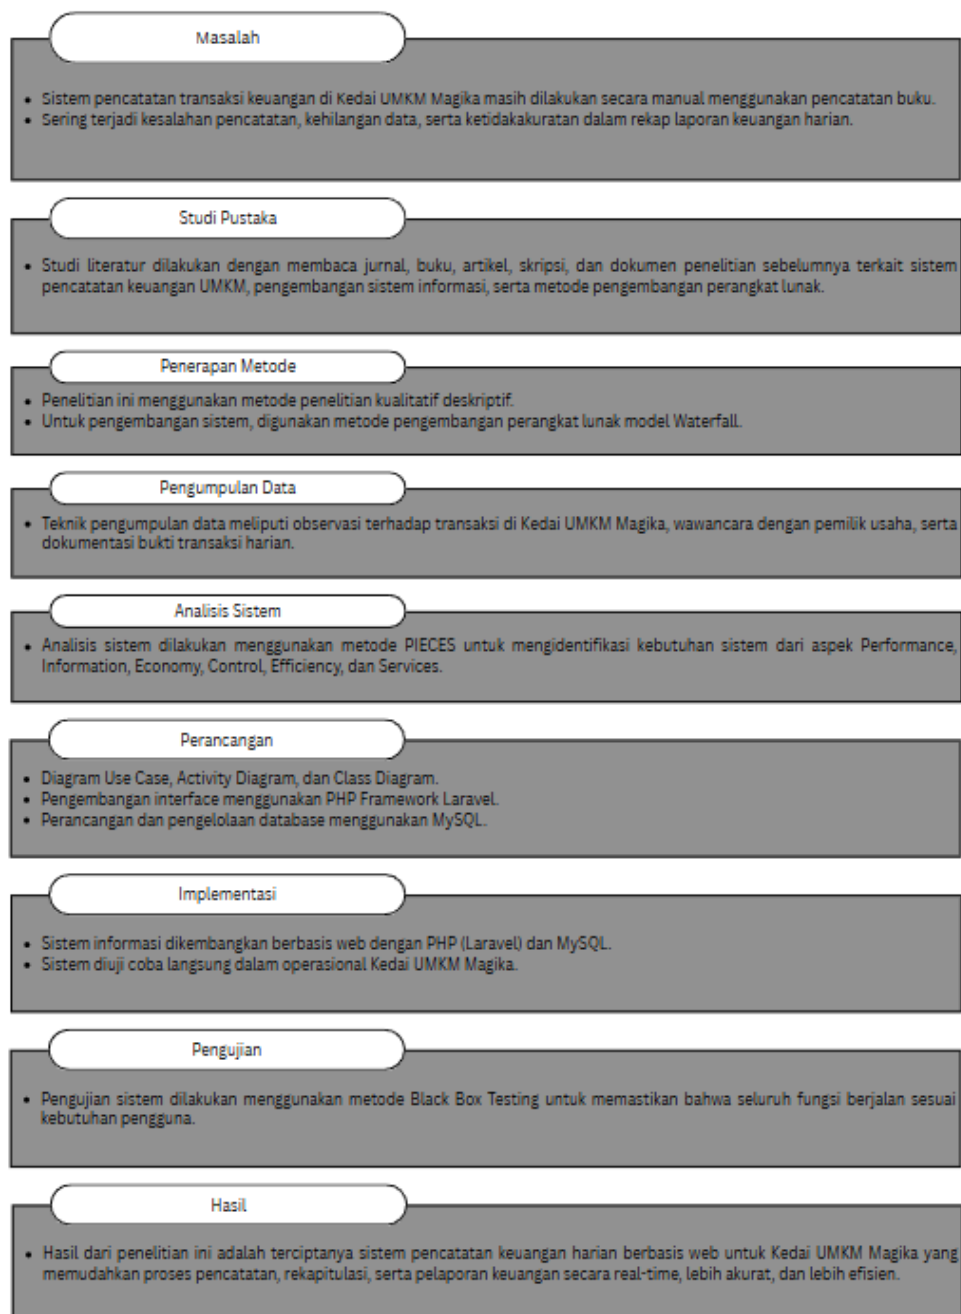 Masalah
• Sistem pencatatan transaksi keuangan di Kedai UMKM Magika masih dilakukan secara manual menggunakan pencatatan buku.
• Sering terjadi kesalahan pencatatan, kehilangan data, serta ketidakakuratan dalam rekap laporan keuangan harian.
Studi Pustaka
• Studi literatur dilakukan dengan membaca jurnal, buku, artikel, skripsi, dan dokumen penelitian sebelumnya terkait sistem
pencatatan keuangan UMKM, pengembangan sistem informasi, serta metode pengembangan perangkat lunak.
Penerapan Metode
• Penelitian ini menggunakan metode penelitian kualitatif deskriptif.
• Untuk pengembangan sistem, digunakan metode pengembangan perangkat lunak model Waterfall.
Pengumpulan Data
• Teknik pengumpulan data meliputi observasi terhadap transaksi di Kedai UMKM Magika, wawancara dengan pemilik usaha, serta
dokumentasi bukti transaksi harian.
Analisis Sistem
• Analisis sistem dilakukan menggunakan metode PIECES untuk mengidentifikasi kebutuhan sistem dari aspek Performance,
Information, Economy, Control, Efficiency, dan Services.
Perancangan
• Diagram Use Case, Activity Diagram, dan Class Diagram.
• Pengembangan interface menggunakan PHP Framework Laravel.
• Perancangan dan pengelolaan database menggunakan MySQL.
Implementasi
• Sistem informasi dikembangkan berbasis web dengan PHP (Laravel) dan MySQL.
• Sistem diuji coba langsung dalam operasional Kedai UMKM Magika.
Pengujian
• Pengujian sistem dilakukan menggunakan metode Black Box Testing untuk memastikan bahwa seluruh fungsi berjalan sesuai
kebutuhan pengguna.
Hasil
• Hasil dari penelitian ini adalah terciptanya sistem pencatatan keuangan harian berbasis web untuk Kedai UMKM Magika yang
memudahkan proses pencatatan, rekapitulasi, serta pelaporan keuangan secara real-time, lebih akurat, dan lebih efisien.